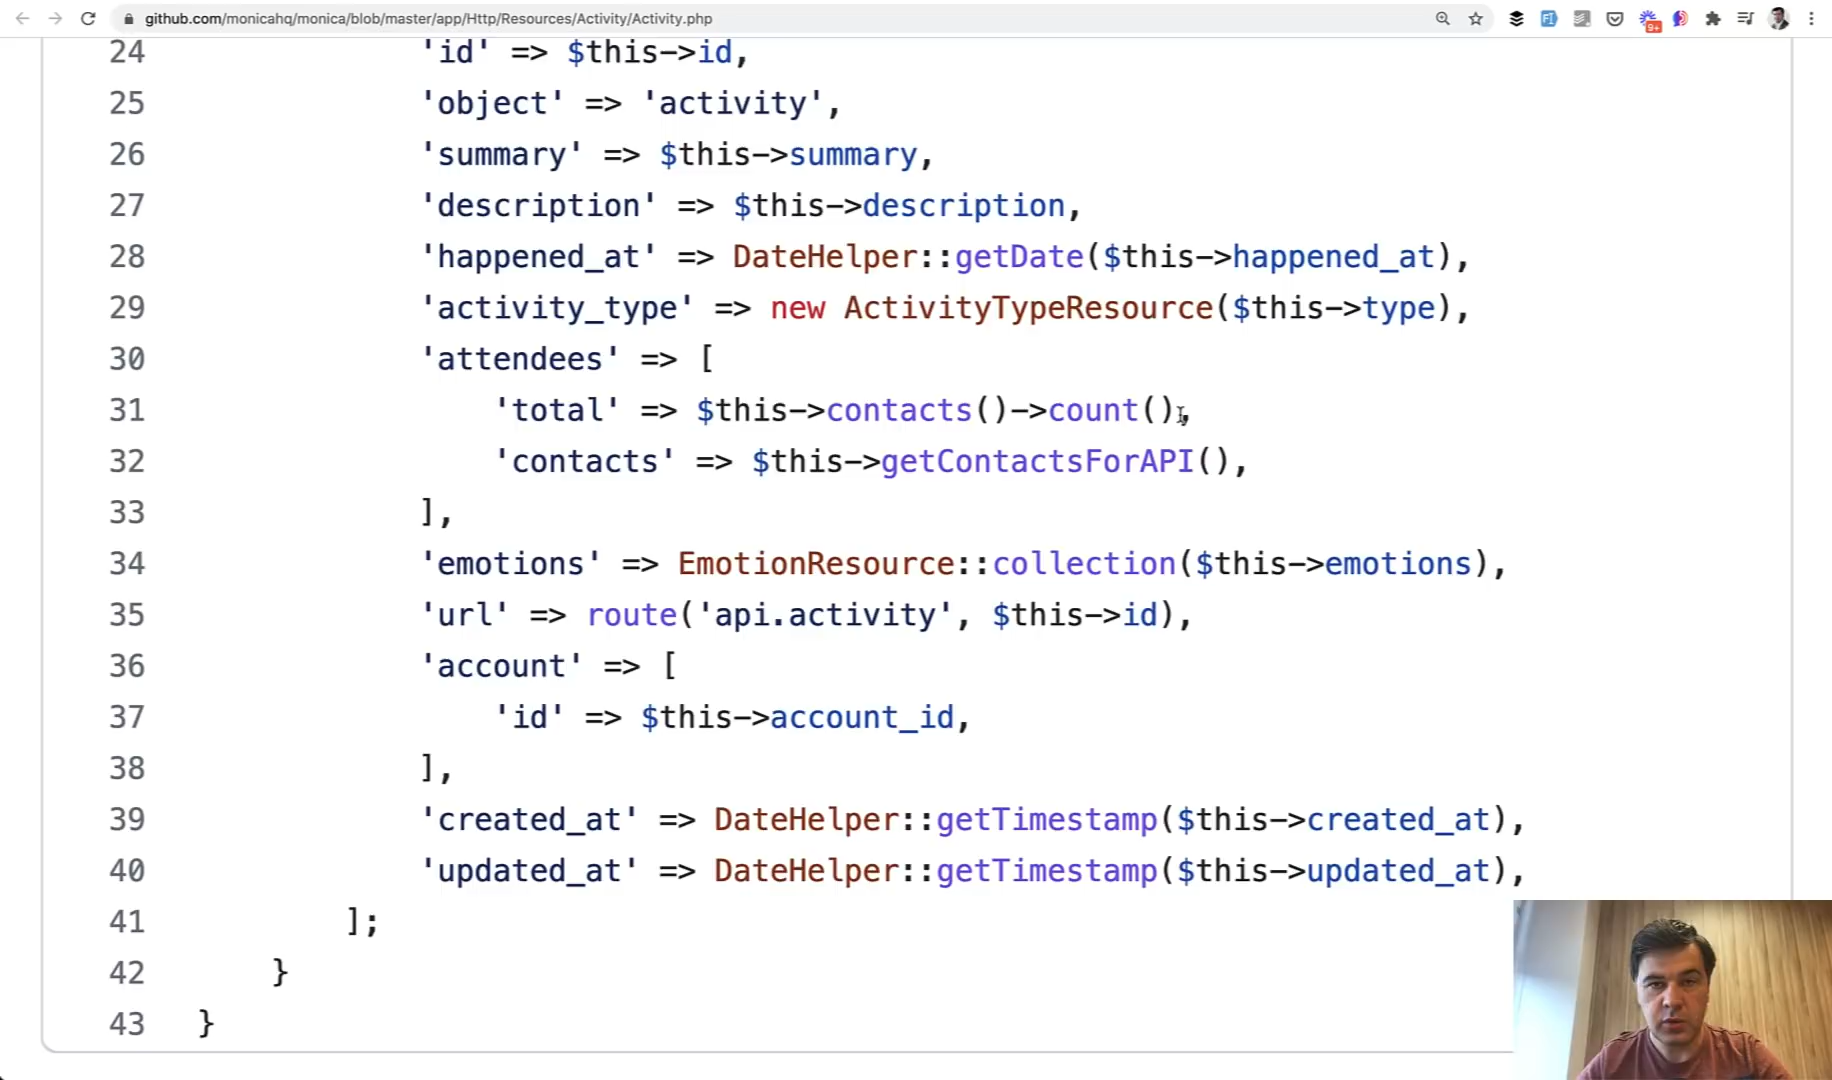 github.com/monicahq/monica/blob/master/app/Http/Resources/Activity/Activity.php
9+
24 'id' => $this->id,
25 'object' => 'activity',
26 'summary' => $this->summary,
27 'description' => $this->description,
28 'happened_at' => DateHelper::getDate($this->happened_at),
29 'activity_type' => new ActivityTypeResource($this->type),
30 'attendees' => [
31 'total' => $this->contacts()->count(),
32 'contacts' => $this->getContactsForAPI(),
33 ],
34 'emotions' => EmotionResource::collection($this->emotions),
35 'url' => route('api.activity', $this->id),
36 'account' => [
37 'id' => $this->account_id,
38 ],
39 'created_at' => DateHelper::getTimestamp($this->created_at),
40 'updated_at' => DateHelper::getTimestamp($this->updated_at),
41 ];
42 }
43 }